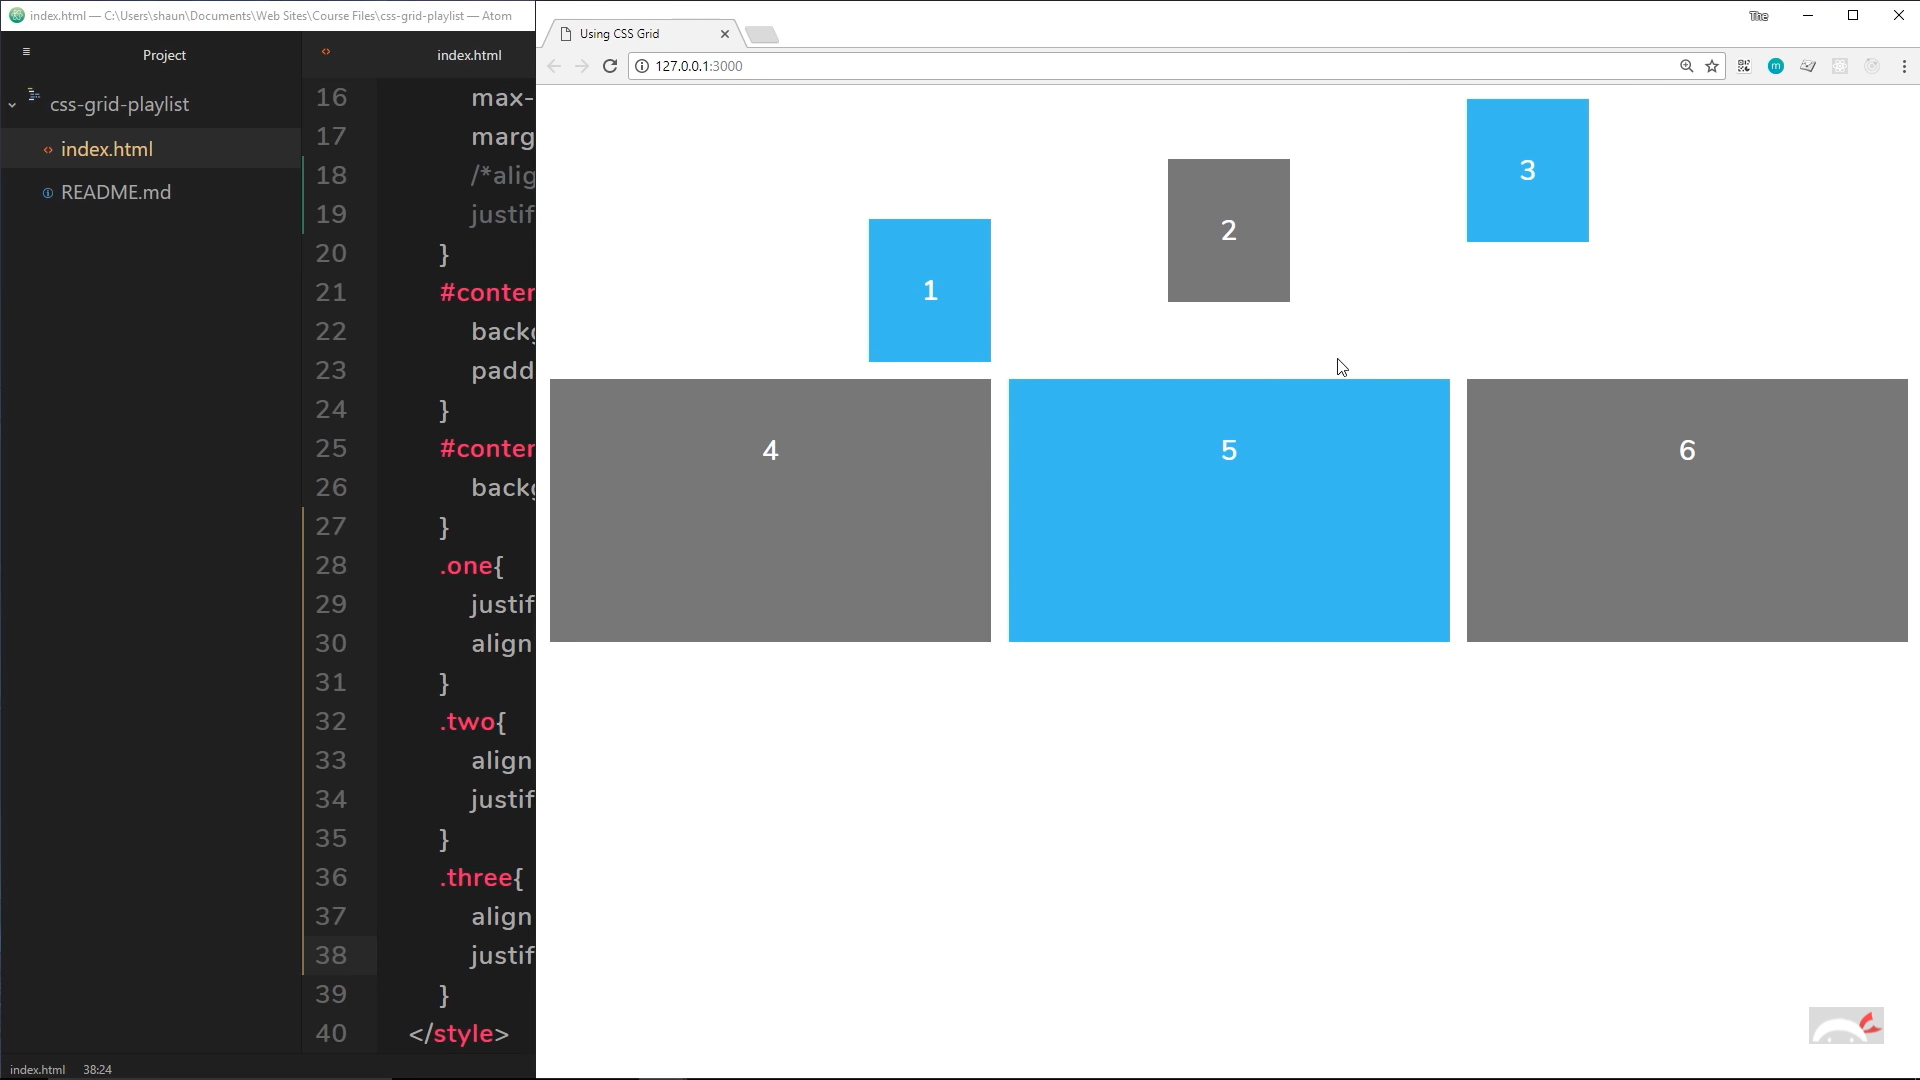 index.html — C:\Users\shaun\Documents\Web Sites\Course Files\css-grid-playlist — Atom
Project
css-grid-playlist
index.html
README.md
index.html
16 max-
17 marg
18 /*alig
19 justif
20 }
21 #conter
22 backg
23 padd
24 }
25 #conter
26 backg
27 }
28 .one{
29 justif
30 align
31 }
32 .two{
33 align
34 justif
35 }
36 .three{
37 align
38 justif
39 }
40 </style>
index.html 38:24
The
Using CSS Grid
127.0.0.1:3000
m
1
2
3
4
5
6